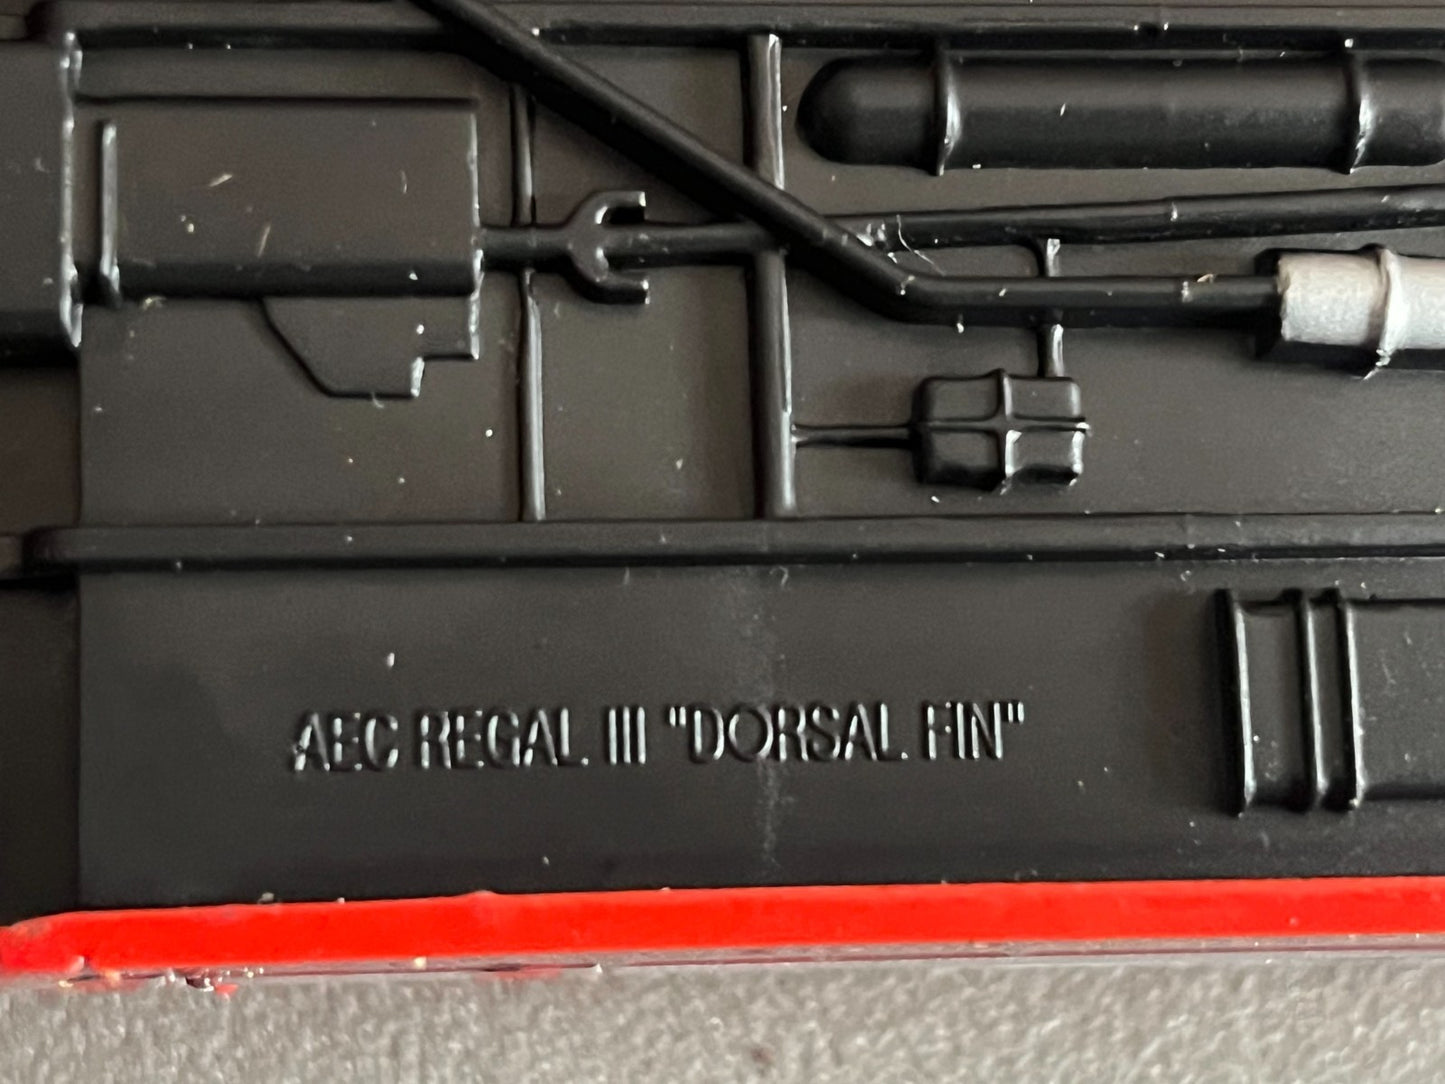 AEC REGAL III "DORSAL FIN"